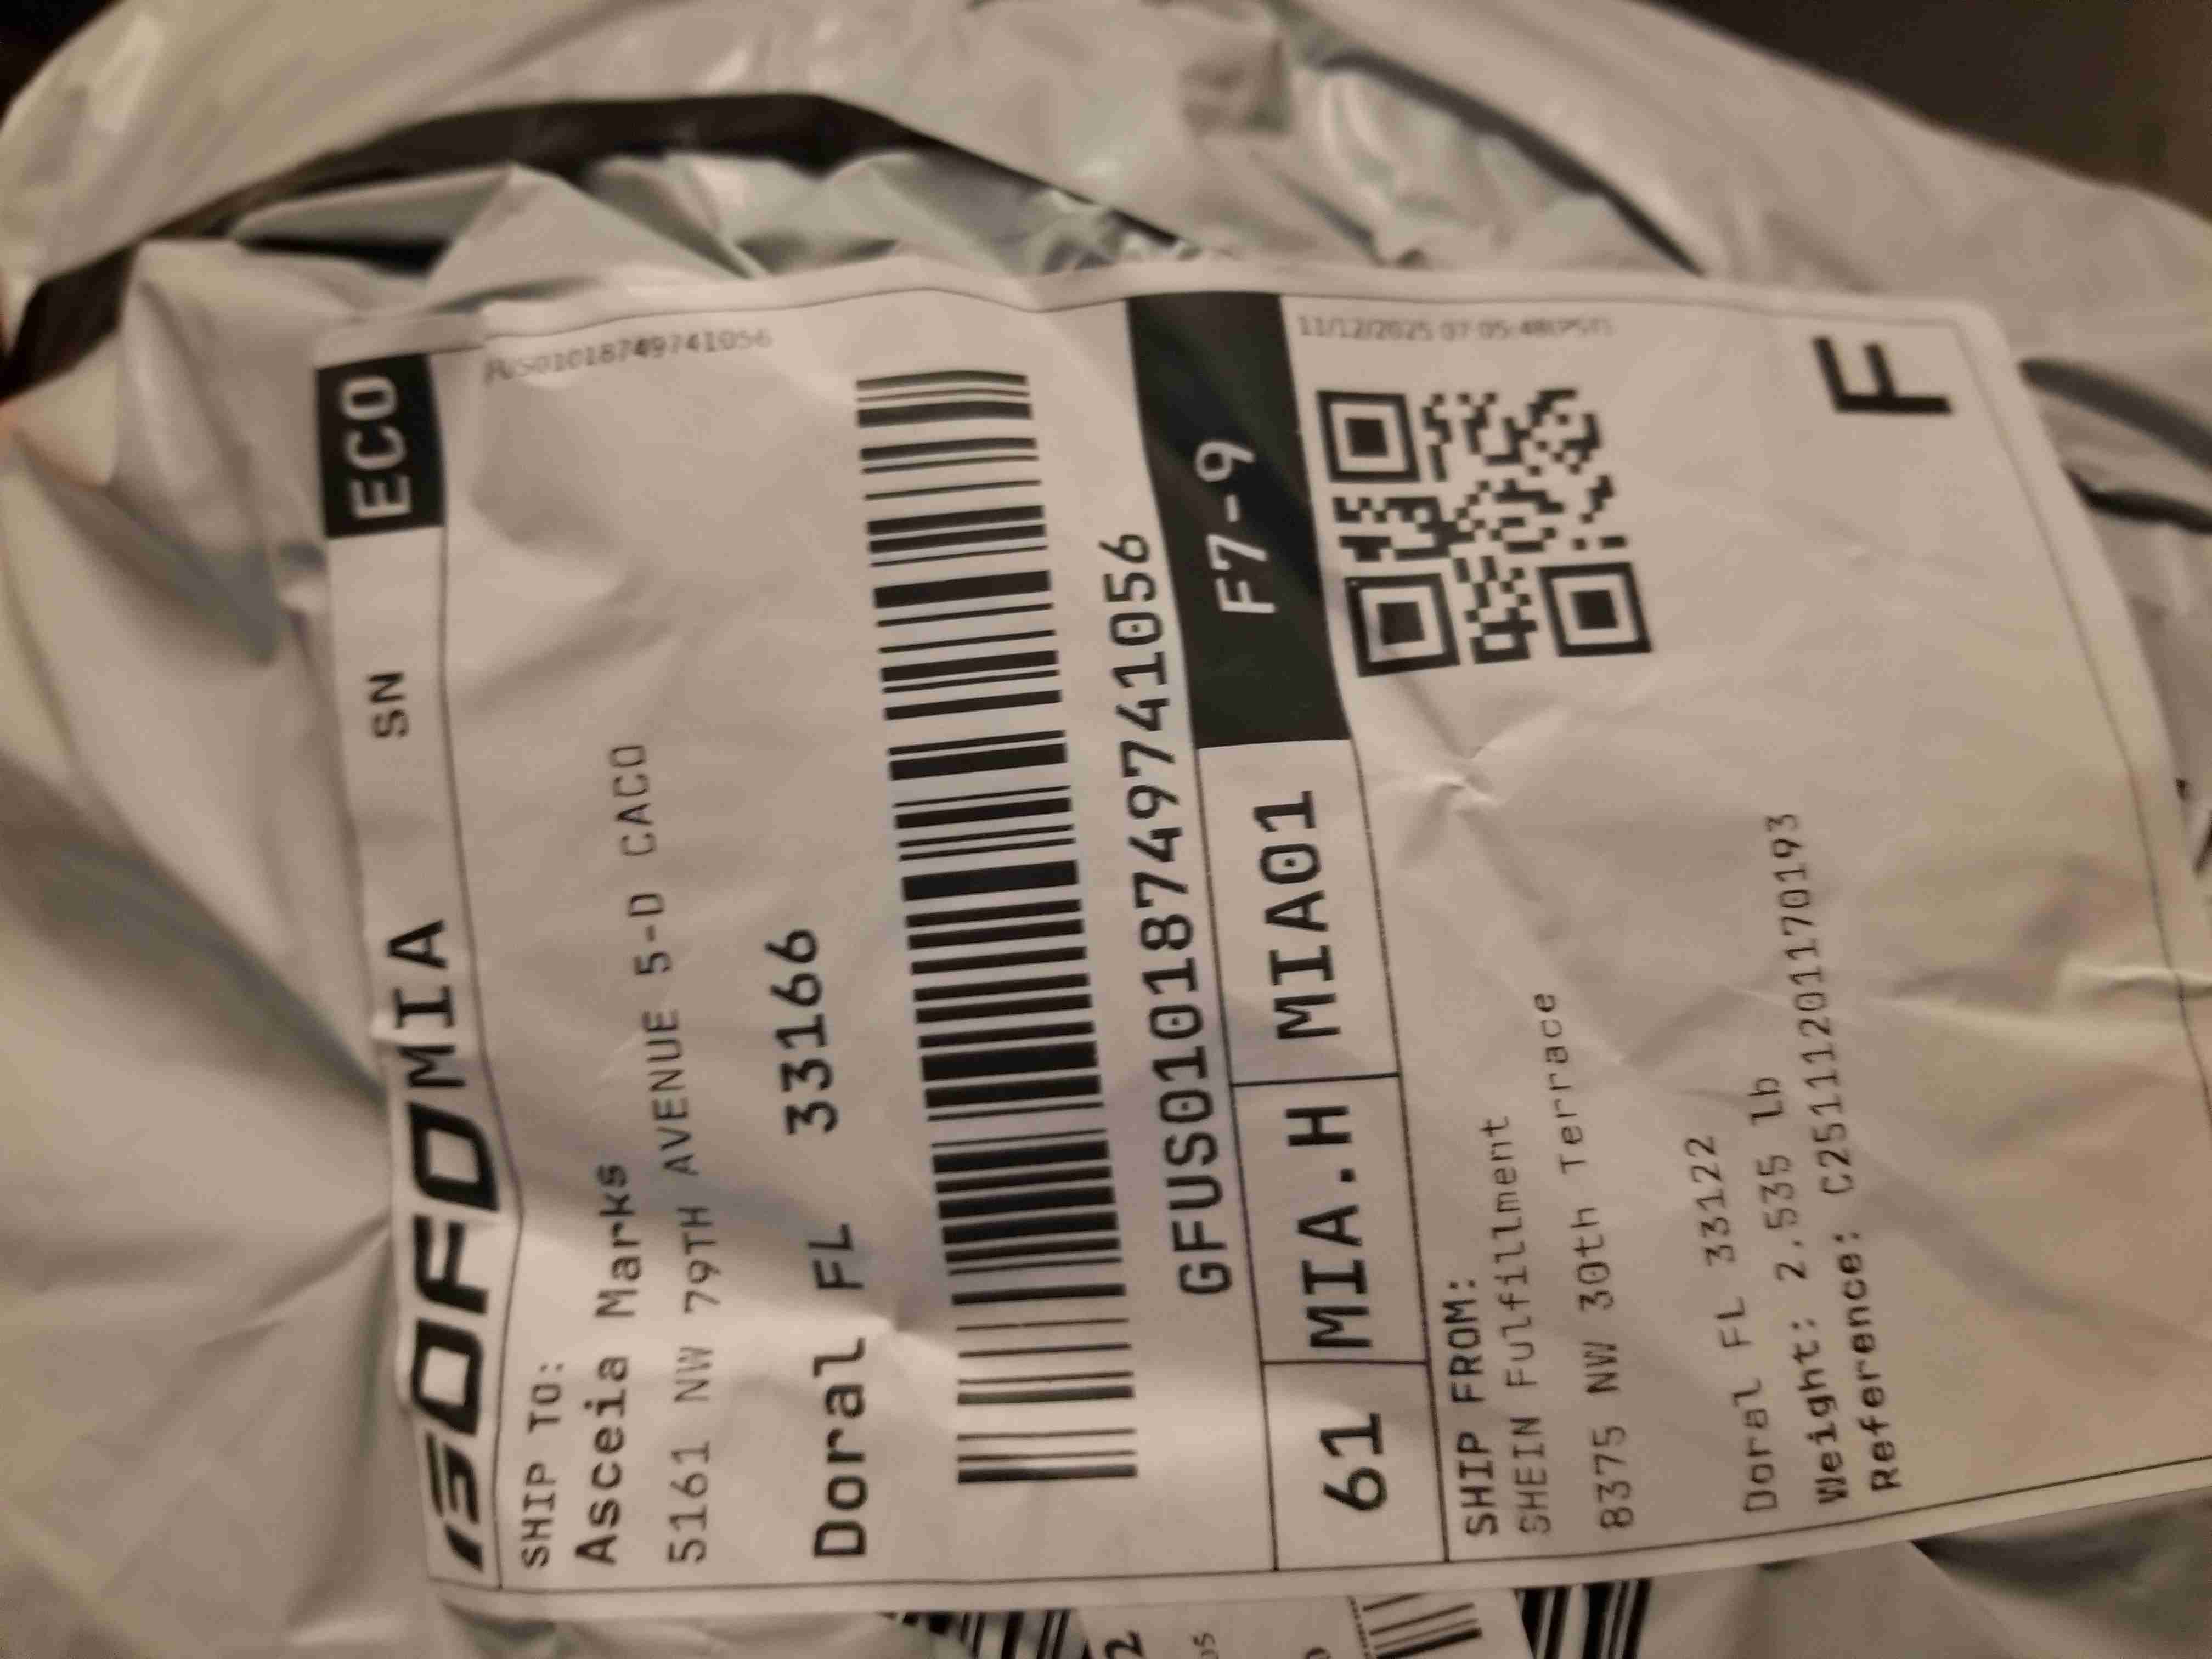 GOFO MIA SN ECO
SHIP TO:
Asceia Marks
5161 NW 79TH AVENUE 5-D CACO
Doral FL 33166
GFUS01018749741056
61 MIA.H MIA01 F7-9
11/12/2025 07:05:48(PST)
SHIP FROM:
SHEIN Fulfillment
8375 NW 30th Terrace
Doral FL 33122
Weight: 2.535 lb
Reference: C251112011770193
F